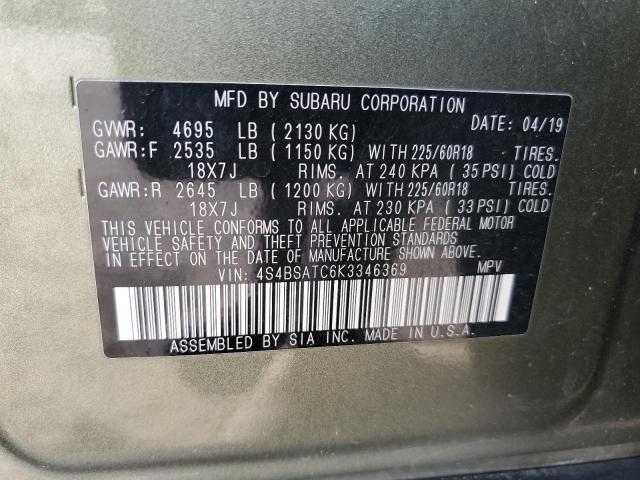 MFD BY SUBARU CORPORATION
GVWR: 4695 LB (2130 KG) DATE: 04/19
GAWR:F 2535 LB (1150 KG) WITH 225/60R18 TIRES.
18X7J RIMS. AT 240 KPA (35 PSI) COLD
GAWR:R 2645 LB (1200 KG) WITH 225/60R18 TIRES.
18X7J RIMS. AT 230 KPA (33 PSI) COLD
THIS VEHICLE CONFORMS TO ALL APPLICABLE FEDERAL MOTOR
VEHICLE SAFETY AND THEFT PREVENTION STANDARDS
IN EFFECT ON THE DATE OF MANUFACTURE SHOWN ABOVE.
VIN: 4S4BSATC6K3346369 MPV
ASSEMBLED BY SIA INC. MADE IN U.S.A.